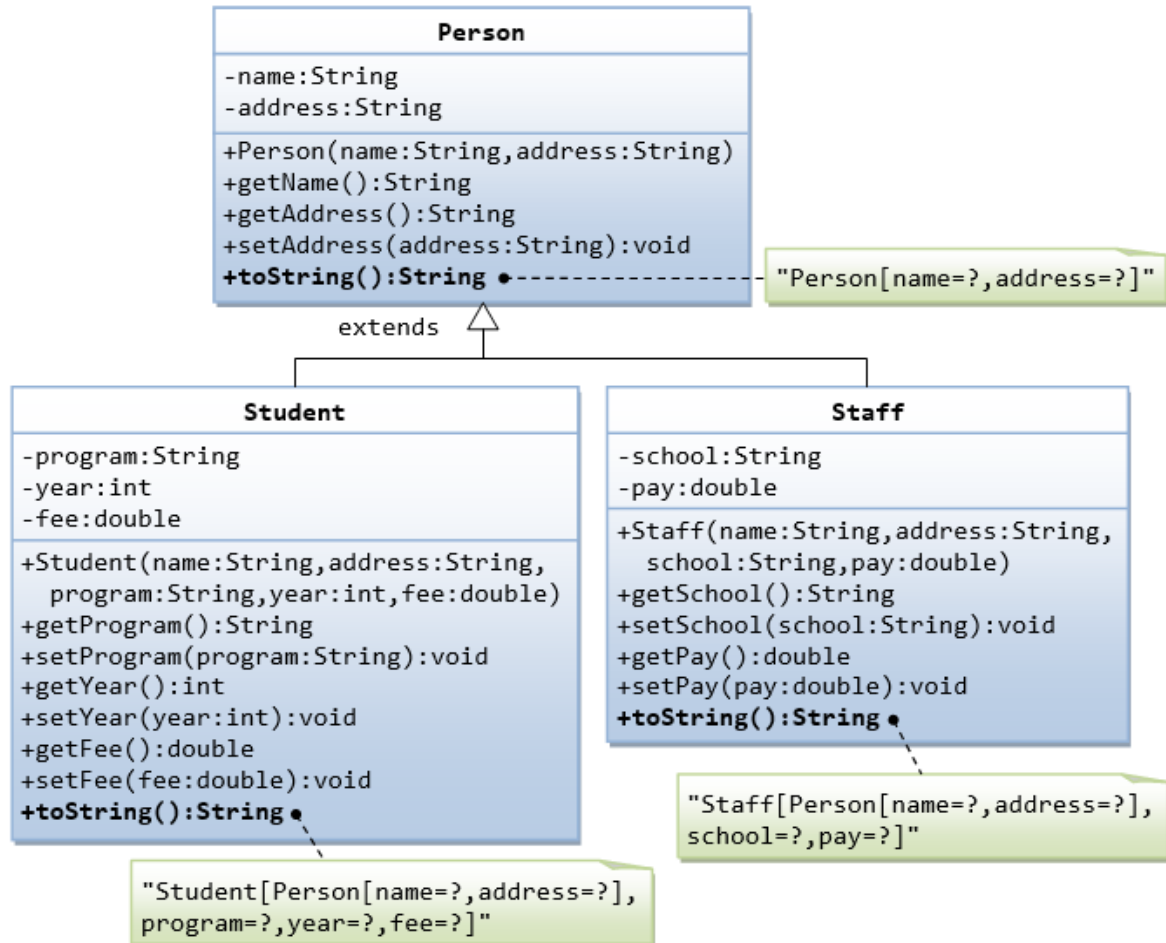 Person
-name:String
-address:String
+Person(name:String,address:String)
+getName():String
+getAddress():String
+setAddress(address:String):void
+toString():String
"Person[name=?,address=?]"
extends
Student
-program:String
-year:int
-fee:double
+Student(name:String,address:String,
program:String,year:int,fee:double)
+getProgram():String
+setProgram(program:String):void
+getYear():int
+setYear(year:int):void
+getFee():double
+setFee(fee:double):void
+toString():String
"Student[Person[name=?,address=?],
program=?,year=?,fee=?]"
Staff
-school:String
-pay:double
+Staff(name:String,address:String,
school:String,pay:double)
+getSchool():String
+setSchool(school:String):void
+getPay():double
+setPay(pay:double):void
+toString():String
"Staff[Person[name=?,address=?],
school=?,pay=?]"